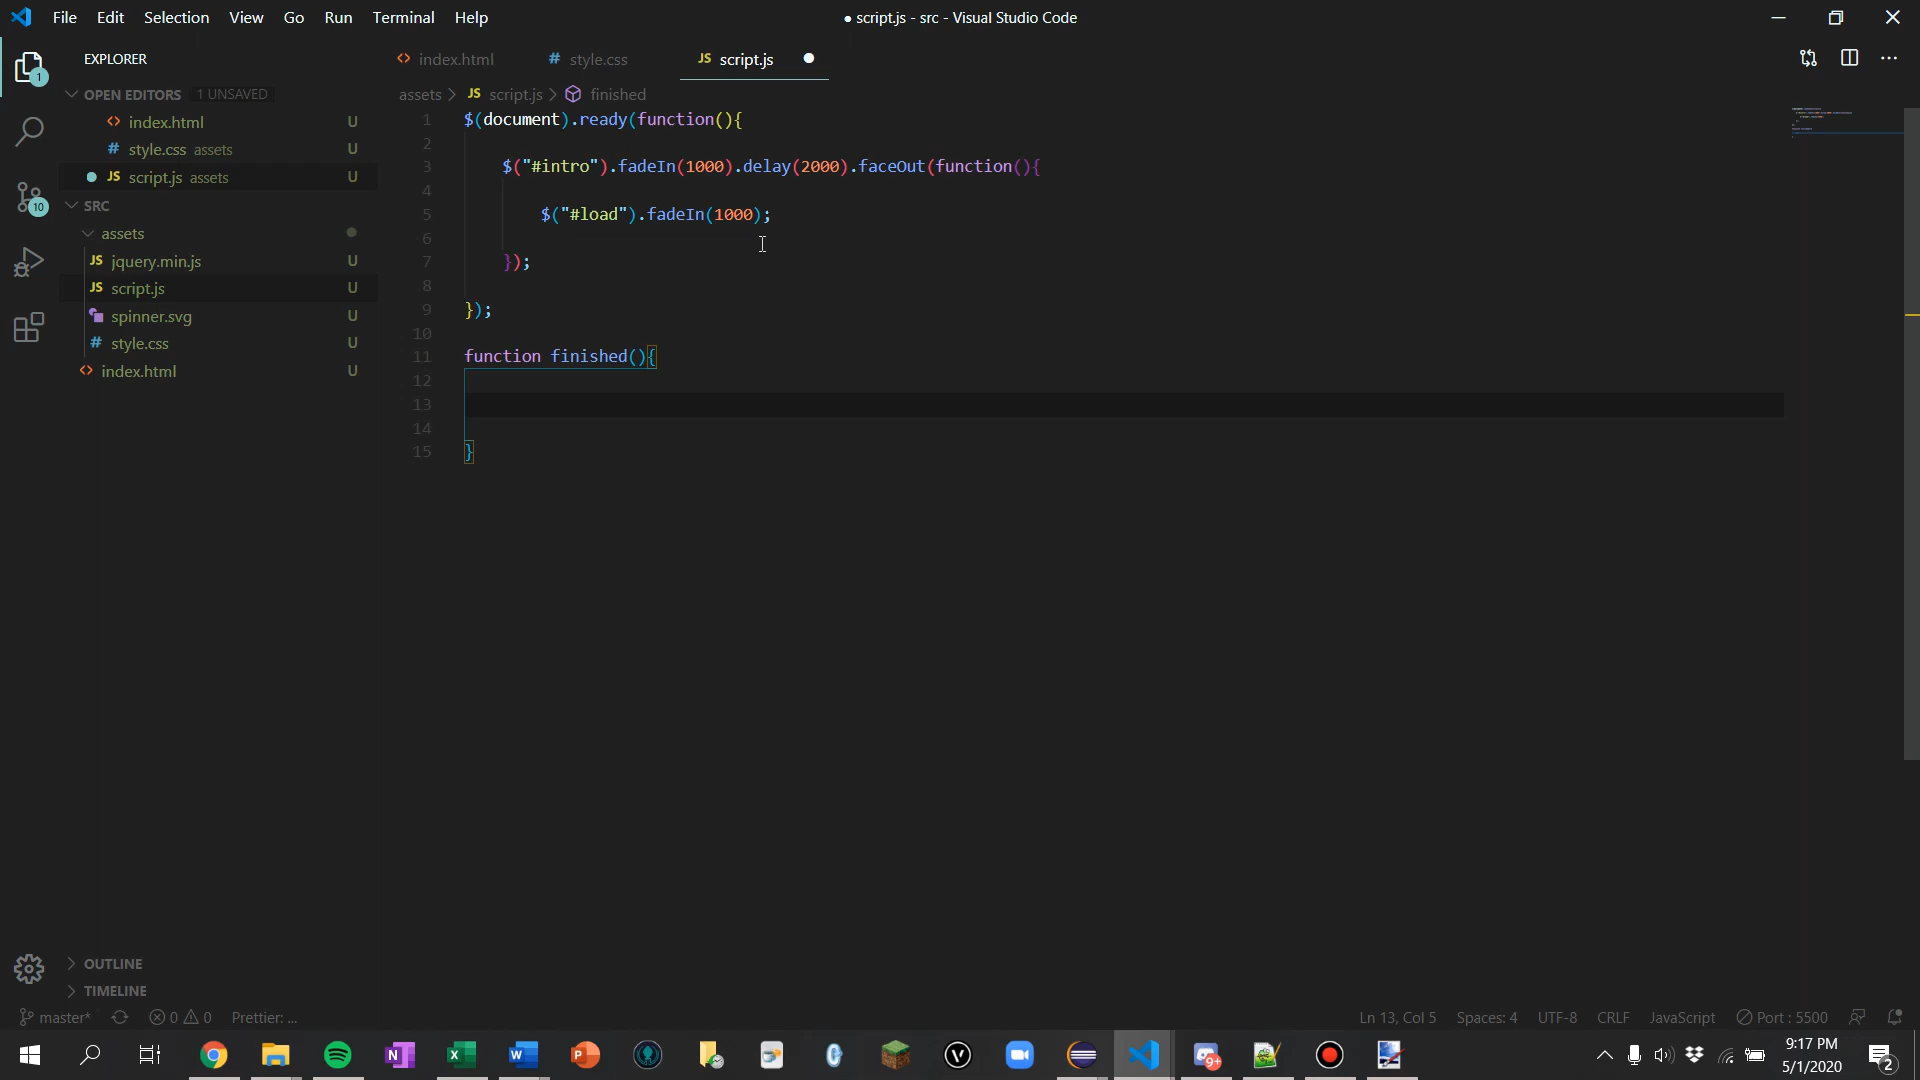 File Edit Selection View Go Run Terminal Help ● script.js - src - Visual Studio Code
EXPLORER
OPEN EDITORS 1 UNSAVED
index.html U
style.css assets U
script.js assets U
SRC
assets
jquery.min.js U
script.js U
spinner.svg U
style.css U
index.html U
OUTLINE
TIMELINE
index.html style.css script.js
assets > script.js > finished
1 $(document).ready(function(){
2
3 $("#intro").fadeIn(1000).delay(2000).faceOut(function(){
4
5 $("#load").fadeIn(1000);
6
7 });
8
9 });
10
11 function finished(){
12
13
14
15 }
master* 0 0 Prettier: ... Ln 13, Col 5 Spaces: 4 UTF-8 CRLF JavaScript Port : 5500
1
10
9+
9:17 PM
5/1/2020
2